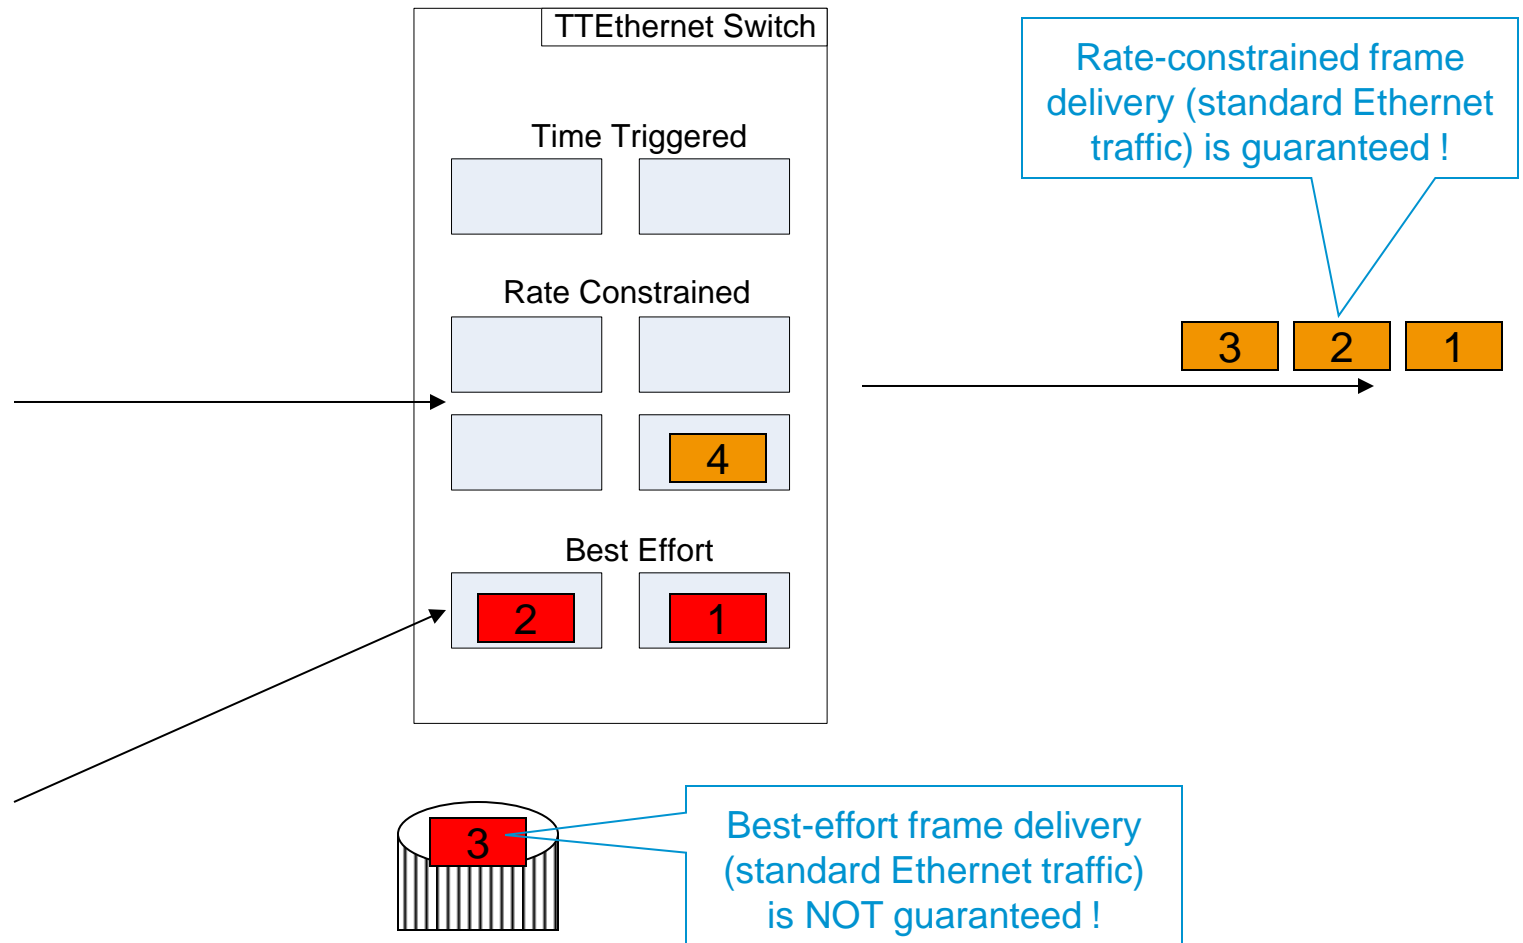 TTEthernet Switch
Rate-constrained frame
delivery (standard Ethernet
traffic) is guaranteed !
Time Triggered
Rate Constrained
3 2 1
4
Best Effort
2 1
3
Best-effort frame delivery
(standard Ethernet traffic)
is NOT guaranteed !